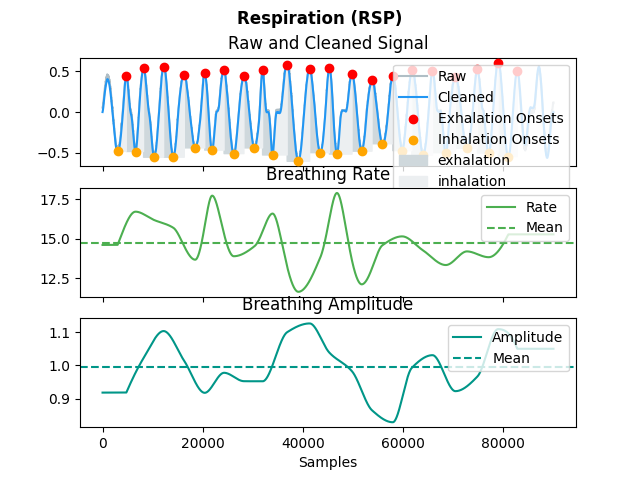 Respiration (RSP)
Raw and Cleaned Signal
0.5
0.0
−0.5
Raw
Cleaned
Exhalation Onsets
Inhalation Onsets
exhalation
inhalation
Breathing Rate
17.5
15.0
12.5
Rate
Mean
Breathing Amplitude
1.1
1.0
0.9
Amplitude
Mean
0 20000 40000 60000 80000
Samples